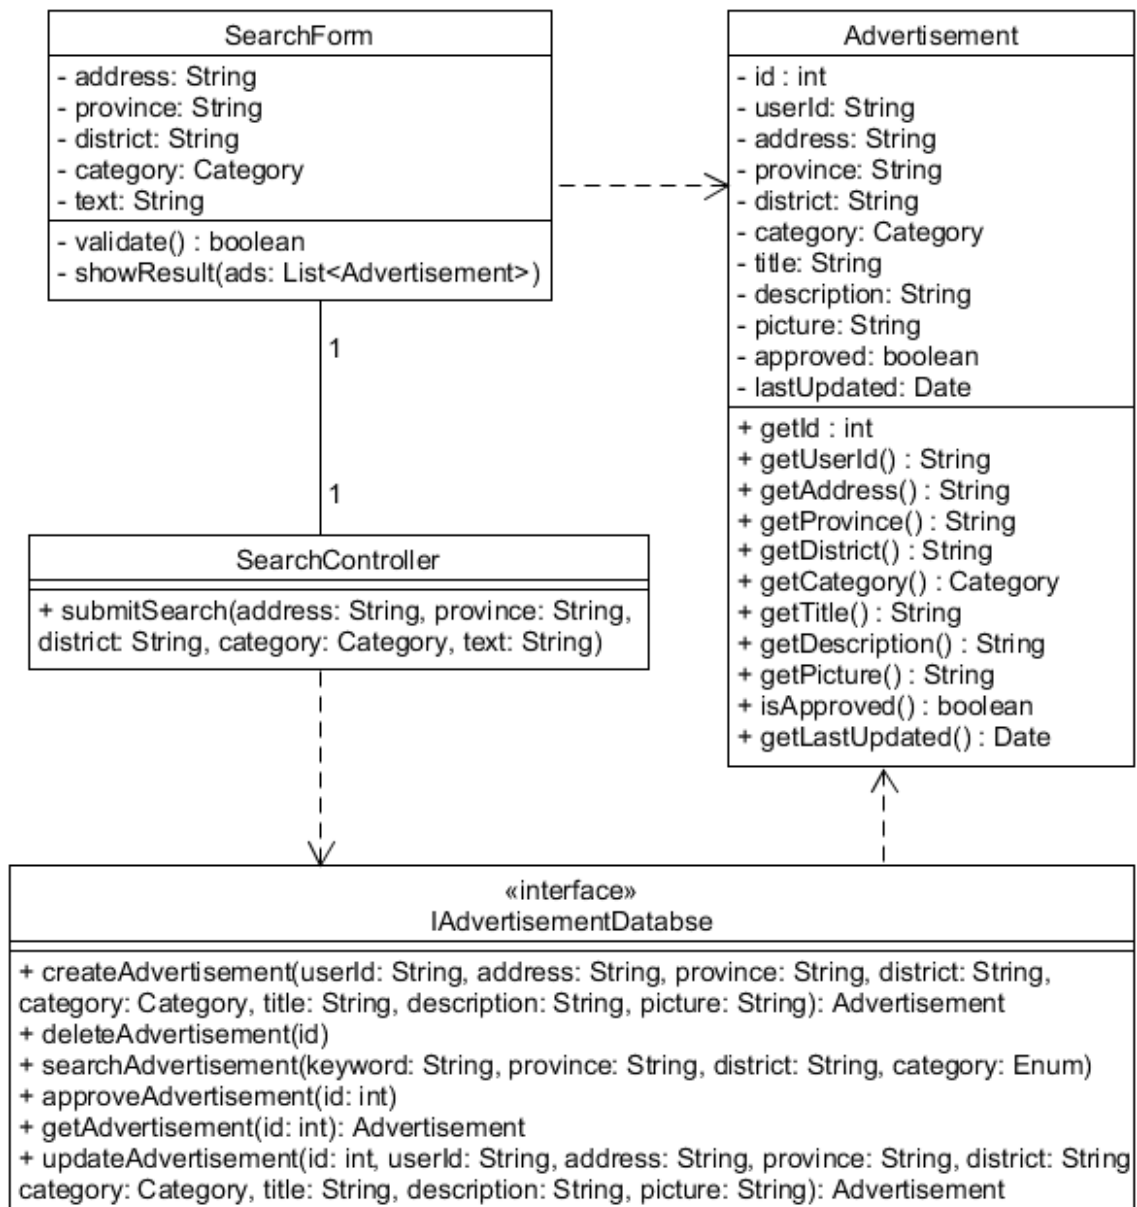 SearchForm
- address: String
- province: String
- district: String
- category: Category
- text: String
- validate() : boolean
- showResult(ads: List<Advertisement>)
1
1
SearchController
+ submitSearch(address: String, province: String,
district: String, category: Category, text: String)
Advertisement
- id : int
- userId: String
- address: String
- province: String
- district: String
- category: Category
- title: String
- description: String
- picture: String
- approved: boolean
- lastUpdated: Date
+ getId : int
+ getUserId() : String
+ getAddress() : String
+ getProvince() : String
+ getDistrict() : String
+ getCategory() : Category
+ getTitle() : String
+ getDescription() : String
+ getPicture() : String
+ isApproved() : boolean
+ getLastUpdated() : Date
«interface»
IAdvertisementDatabse
+ createAdvertisement(userId: String, address: String, province: String, district: String,
category: Category, title: String, description: String, picture: String): Advertisement
+ deleteAdvertisement(id)
+ searchAdvertisement(keyword: String, province: String, district: String, category: Enum)
+ approveAdvertisement(id: int)
+ getAdvertisement(id: int): Advertisement
+ updateAdvertisement(id: int, userId: String, address: String, province: String, district: String
category: Category, title: String, description: String, picture: String): Advertisement